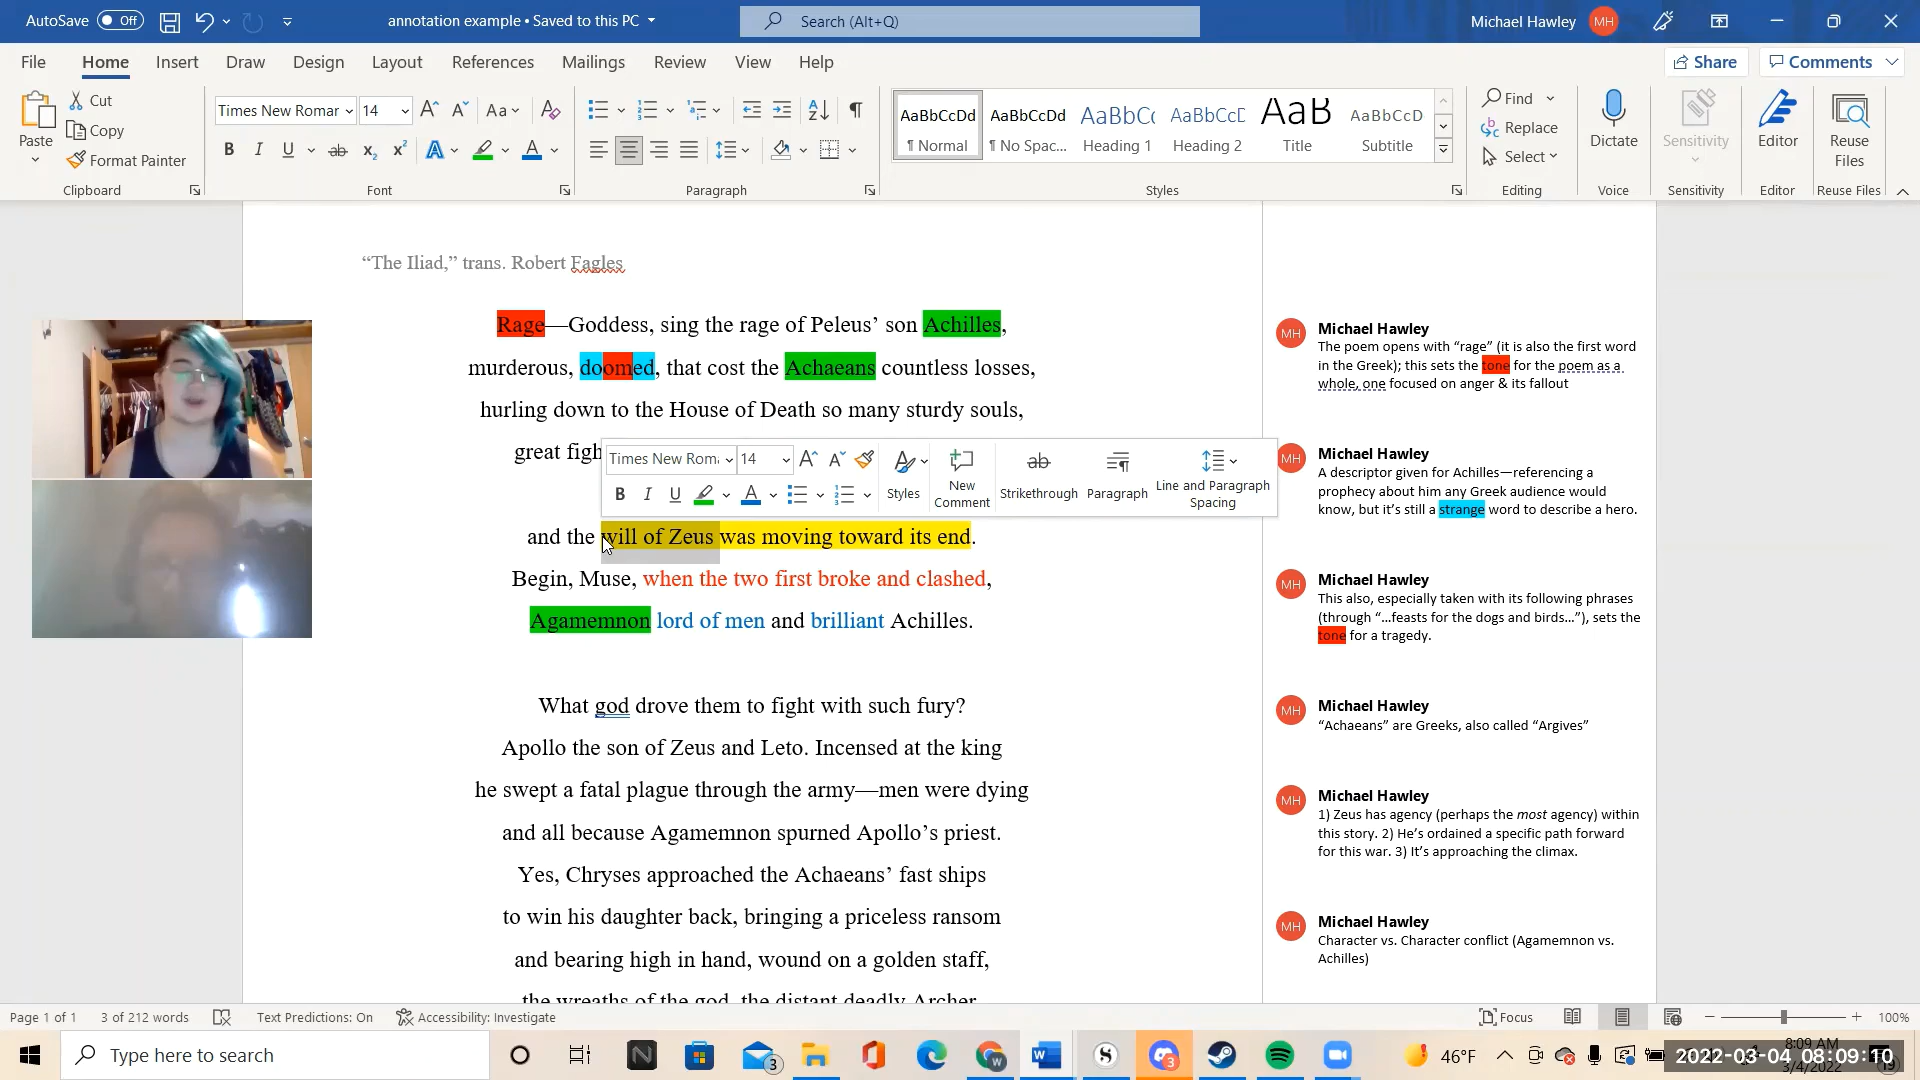 AutoSave Off annotation example • Saved to this PC Search (Alt+Q) Michael Hawley MH
File Home Insert Draw Design Layout References Mailings Review View Help Share Comments
Paste Cut Copy Format Painter
Times New Romar 14 Aa
AaBbCcDd AaBbCcDd AaBbCc AaBbCcD AaB AaBbCcD
¶ Normal ¶ No Spac... Heading 1 Heading 2 Title Subtitle
Find Replace Select
Dictate Sensitivity Editor Reuse Files
Clipboard Font Paragraph Styles Editing Voice Sensitivity Editor Reuse Files
“The Iliad,” trans. Robert Fagles
Rage—Goddess, sing the rage of Peleus’ son Achilles,
murderous, doomed, that cost the Achaeans countless losses,
hurling down to the House of Death so many sturdy souls,
great figh
Times New Rom 14
B I U Styles New Comment Strikethrough Paragraph Line and Paragraph Spacing
and the will of Zeus was moving toward its end.
Begin, Muse, when the two first broke and clashed,
Agamemnon lord of men and brilliant Achilles.
What god drove them to fight with such fury?
Apollo the son of Zeus and Leto. Incensed at the king
he swept a fatal plague through the army—men were dying
and all because Agamemnon spurned Apollo’s priest.
Yes, Chryses approached the Achaeans’ fast ships
to win his daughter back, bringing a priceless ransom
and bearing high in hand, wound on a golden staff,
the wreaths of the god, the distant deadly Archer.
MH Michael Hawley
The poem opens with “rage” (it is also the first word
in the Greek); this sets the tone for the poem as a
whole, one focused on anger & its fallout
MH Michael Hawley
A descriptor given for Achilles—referencing a
prophecy about him any Greek audience would
know, but it’s still a strange word to describe a hero.
MH Michael Hawley
This also, especially taken with its following phrases
(through “...feasts for the dogs and birds...”), sets the
tone for a tragedy.
MH Michael Hawley
“Achaeans” are Greeks, also called “Argives”
MH Michael Hawley
1) Zeus has agency (perhaps the most agency) within
this story. 2) He’s ordained a specific path forward
for this war. 3) It’s approaching the climax.
MH Michael Hawley
Character vs. Character conflict (Agamemnon vs.
Achilles)
Page 1 of 1 3 of 212 words Text Predictions: On Accessibility: Investigate Focus 100%
Type here to search 3 3 46°F 8:09 AM
3/4/2022
2022-03-04 08:09:10